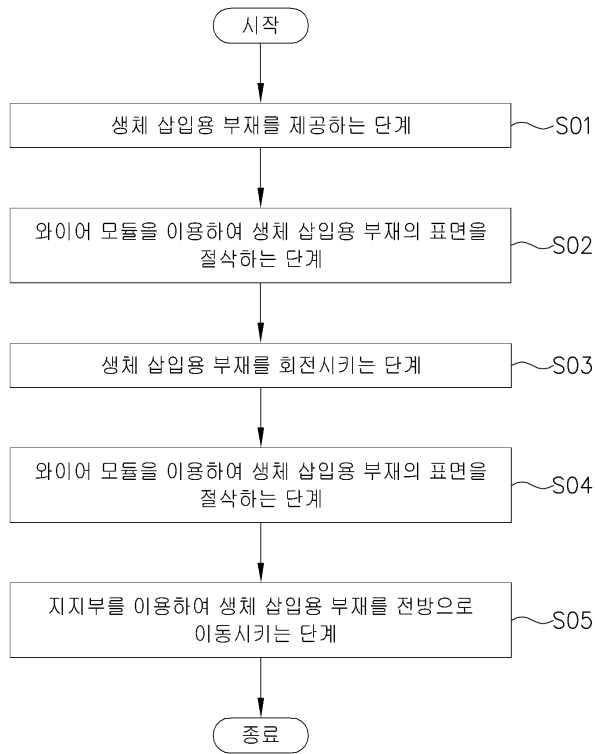 시작
생체 삽입용 부재를 제공하는 단계
S01
와이어 모듈을 이용하여 생체 삽입용 부재의 표면을
절삭하는 단계
S02
생체 삽입용 부재를 회전시키는 단계
S03
와이어 모듈을 이용하여 생체 삽입용 부재의 표면을
절삭하는 단계
S04
지지부를 이용하여 생체 삽입용 부재를 전방으로
이동시키는 단계
S05
종료